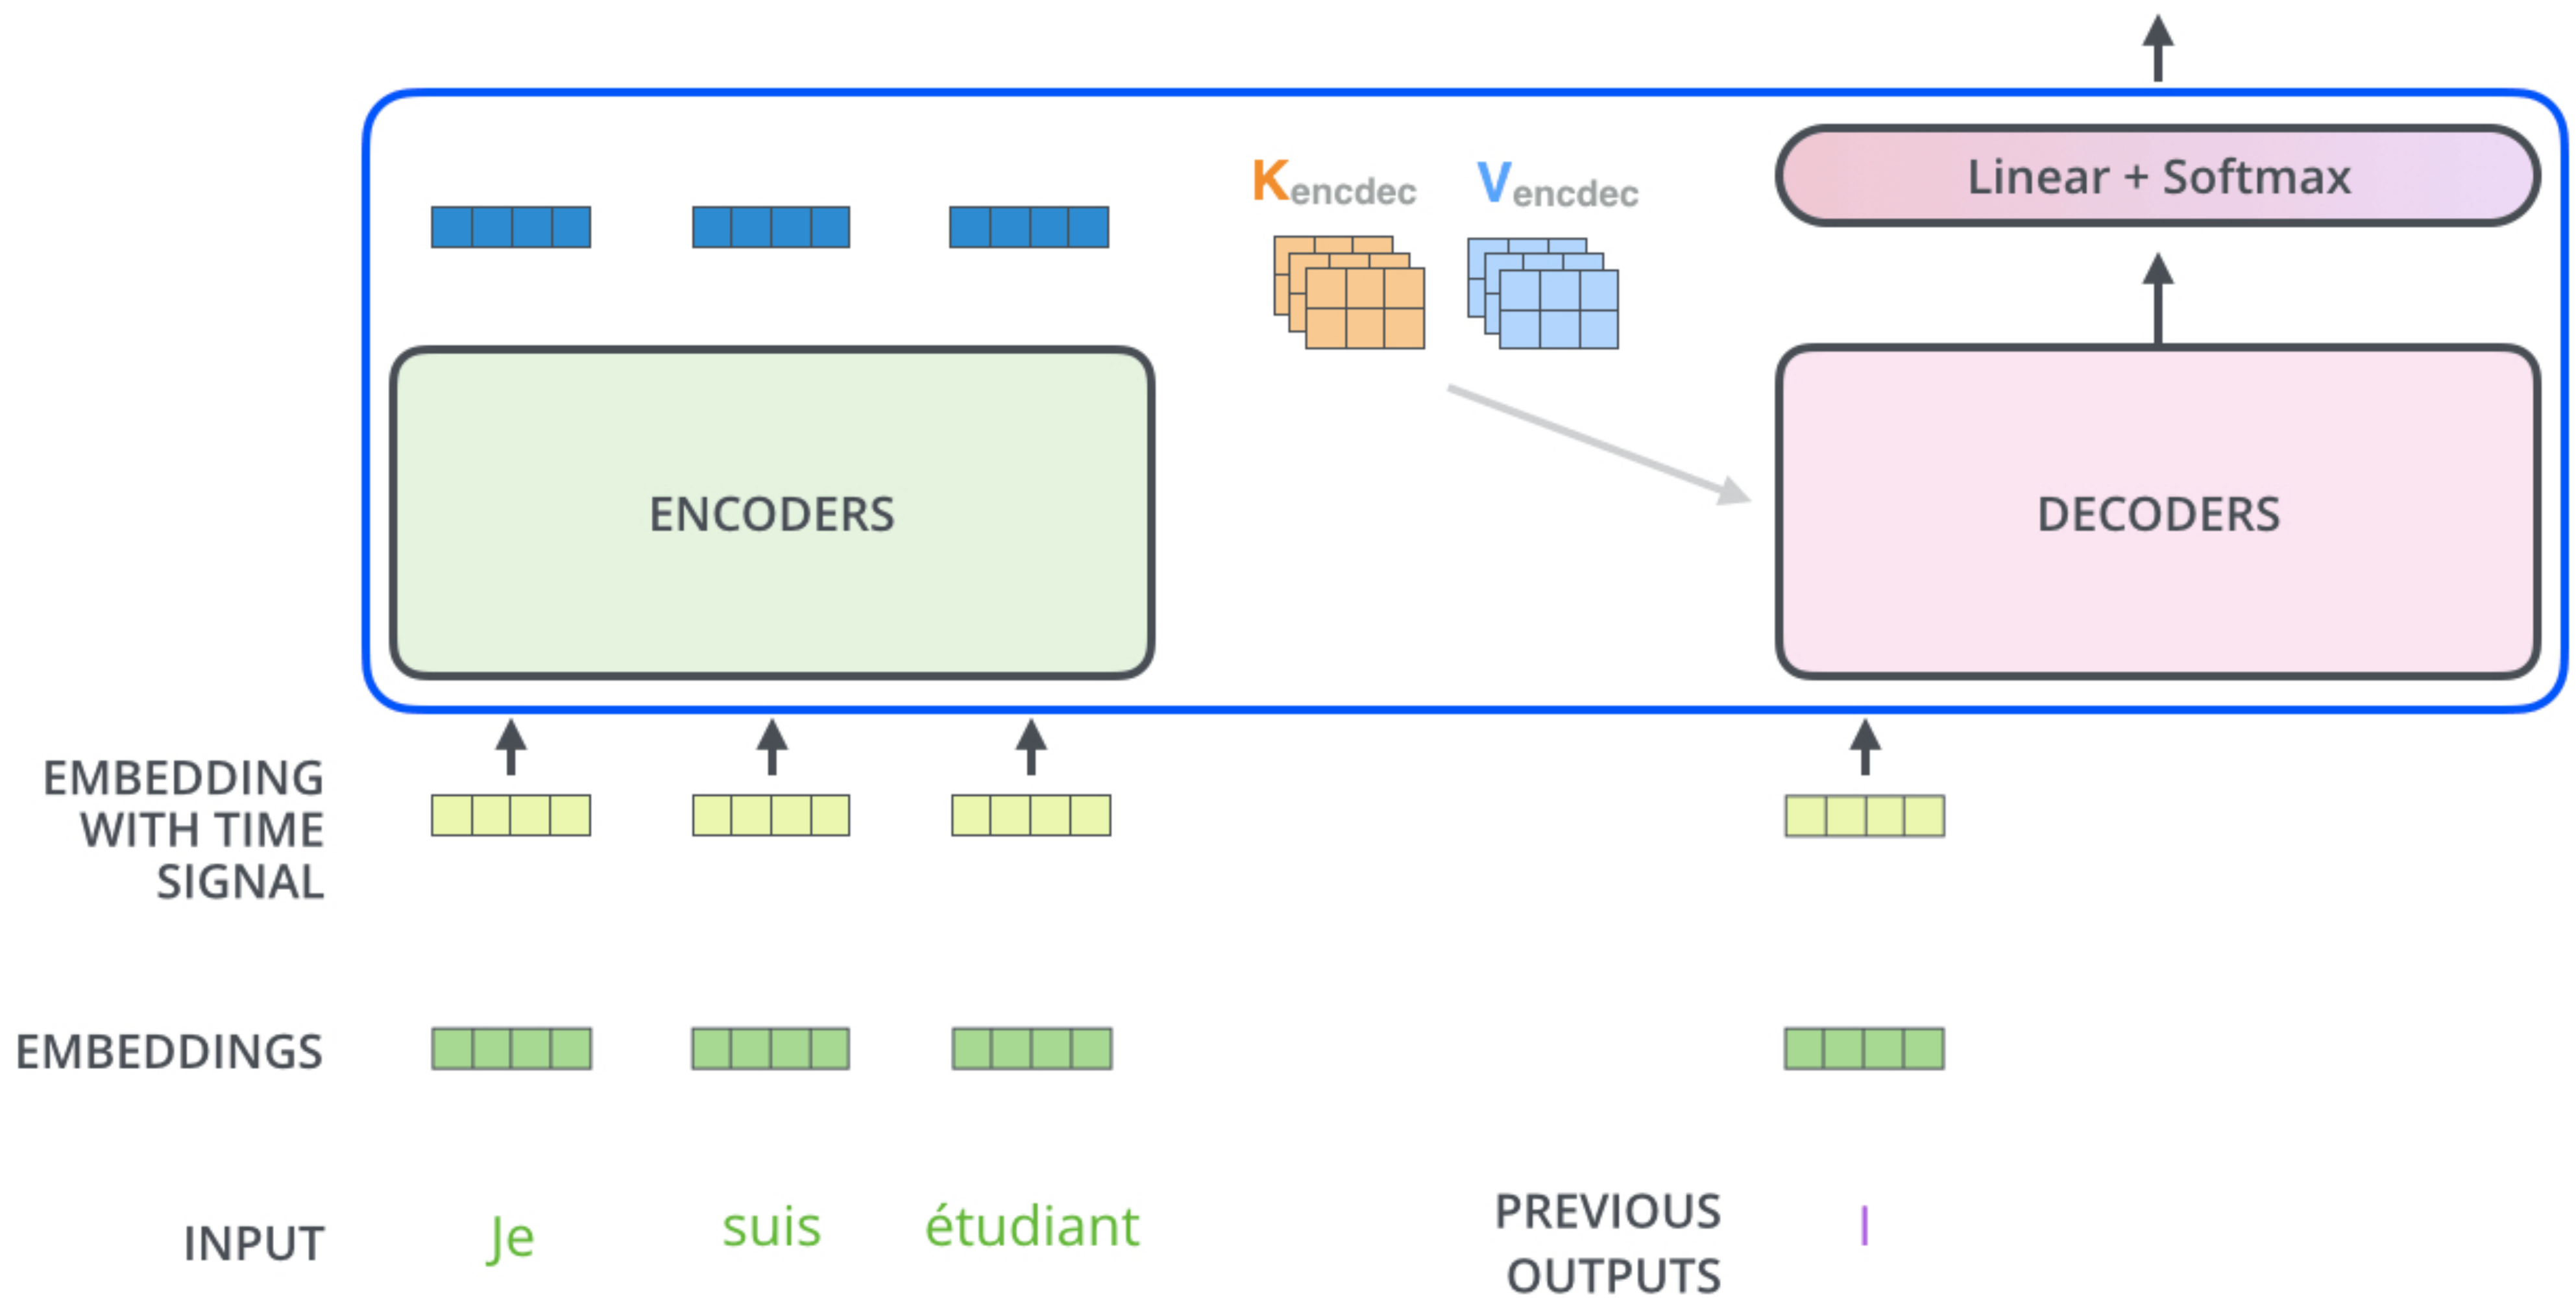 Kencdec Vencdec
Linear + Softmax
ENCODERS
DECODERS
EMBEDDING
WITH TIME
SIGNAL
EMBEDDINGS
INPUT Je suis étudiant
PREVIOUS
OUTPUTS
I